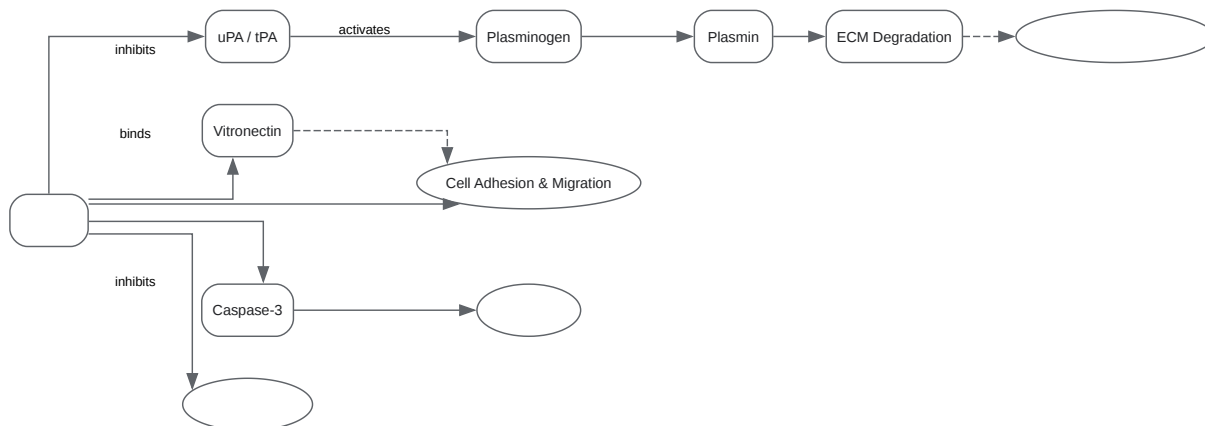 uPA / tPA
activates
Plasminogen
Plasmin
ECM Degradation
inhibits
binds
Vitronectin
Cell Adhesion & Migration
inhibits
Caspase-3